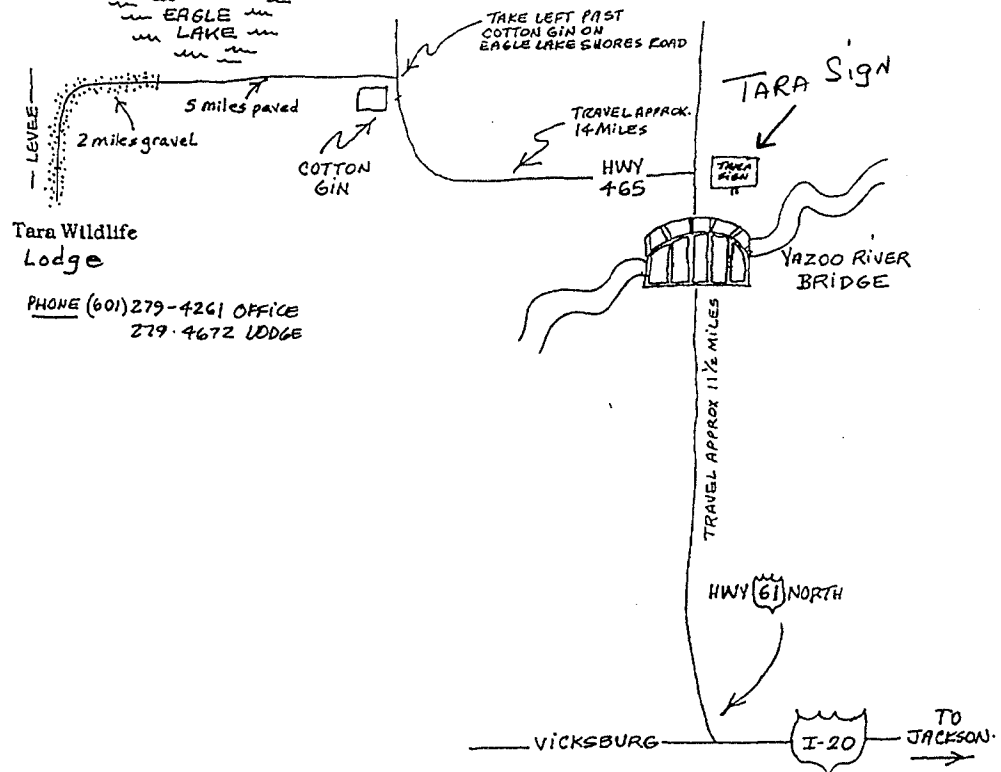 EAGLE
LAKE
TAKE LEFT PAST
COTTON GIN ON
EAGLE LAKE SHORES ROAD
TARA SIGN
LEVEE
5 miles paved
2 miles gravel
TRAVEL APPROX.
14 MILES
COTTON
GIN
HWY
465
TARA
SIGN
Tara Wildlife
Lodge
YAZOO RIVER
BRIDGE
PHONE (601) 279-4261 OFFICE
279-4672 LODGE
TRAVEL APPROX 11½ MILES
HWY 61 NORTH
VICKSBURG
I-20
TO
JACKSON.